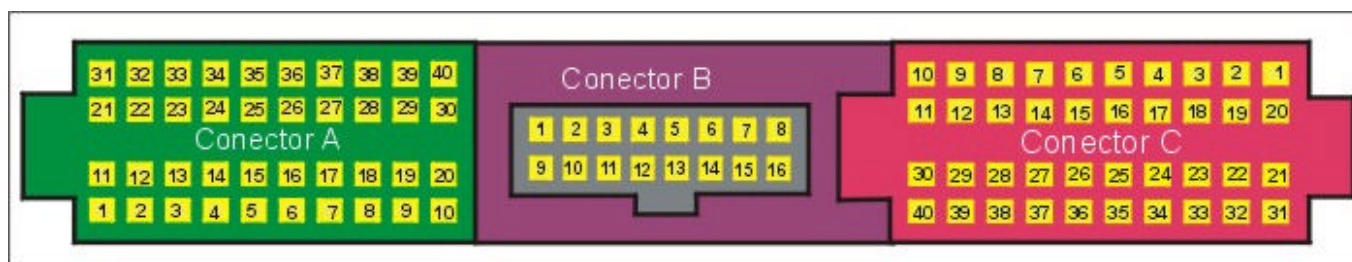 31 32 33 34 35 36 37 38 39 40
21 22 23 24 25 26 27 28 29 30
Conector A
11 12 13 14 15 16 17 18 19 20
1 2 3 4 5 6 7 8 9 10
Conector B
1 2 3 4 5 6 7 8
9 10 11 12 13 14 15 16
10 9 8 7 6 5 4 3 2 1
11 12 13 14 15 16 17 18 19 20
Conector C
30 29 28 27 26 25 24 23 22 21
40 39 38 37 36 35 34 33 32 31